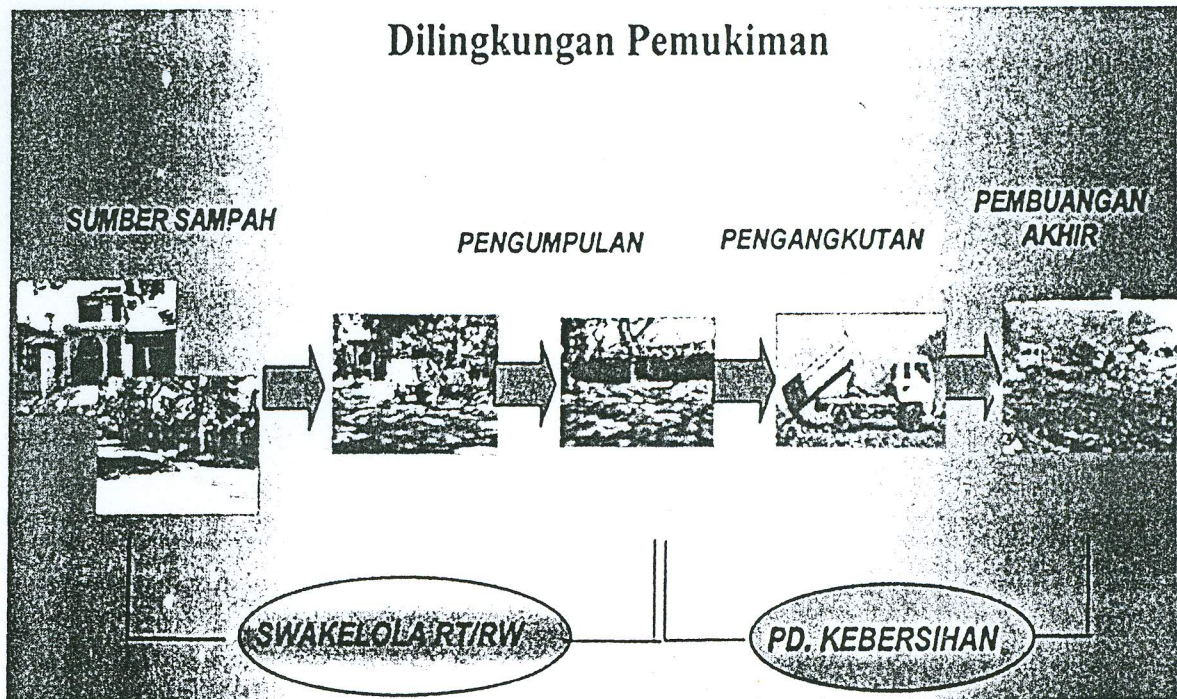 Dilingkungan Pemukiman
SUMBER SAMPAH
PENGUMPULAN
PENGANGKUTAN
PEMBUANGAN
AKHIR
SWAKELOLA RT/RW
PD. KEBERSIHAN